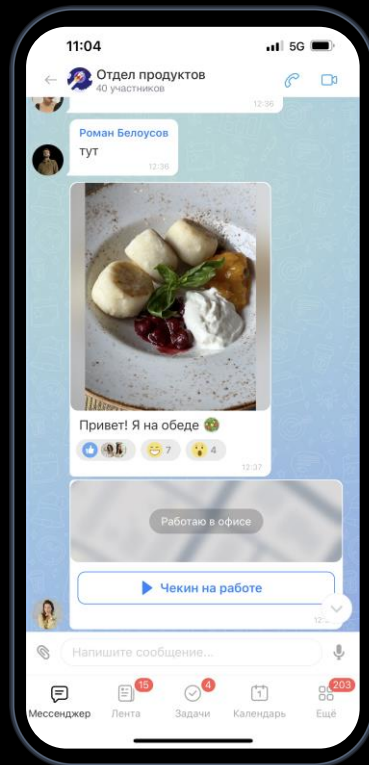 11:04
5G
Отдел продуктов
40 участников
12:36
Роман Белоусов
тут
12:36
Привет! Я на обеде
7
4
12:37
Работаю в офисе
Чекин на работе
Напишите сообщение...
15
4
1
203
Мессенджер
Лента
Задачи
Календарь
Ещё